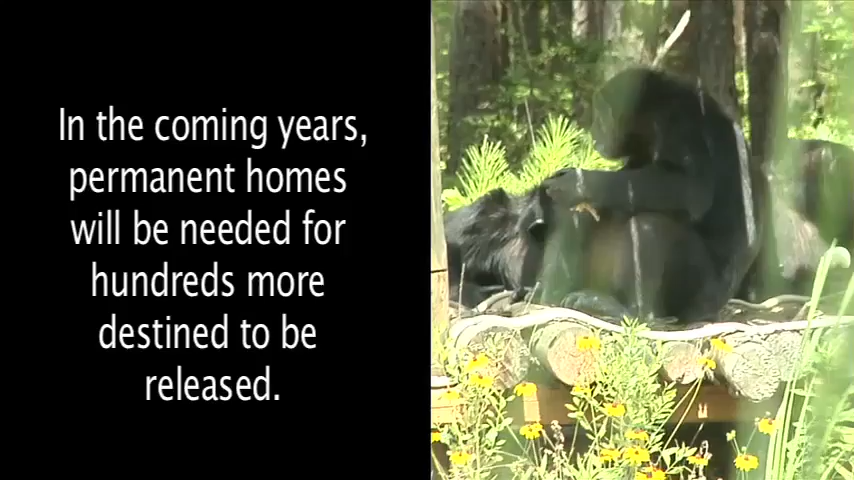 In the coming years,
permanent homes
will be needed for
hundreds more
destined to be
released.